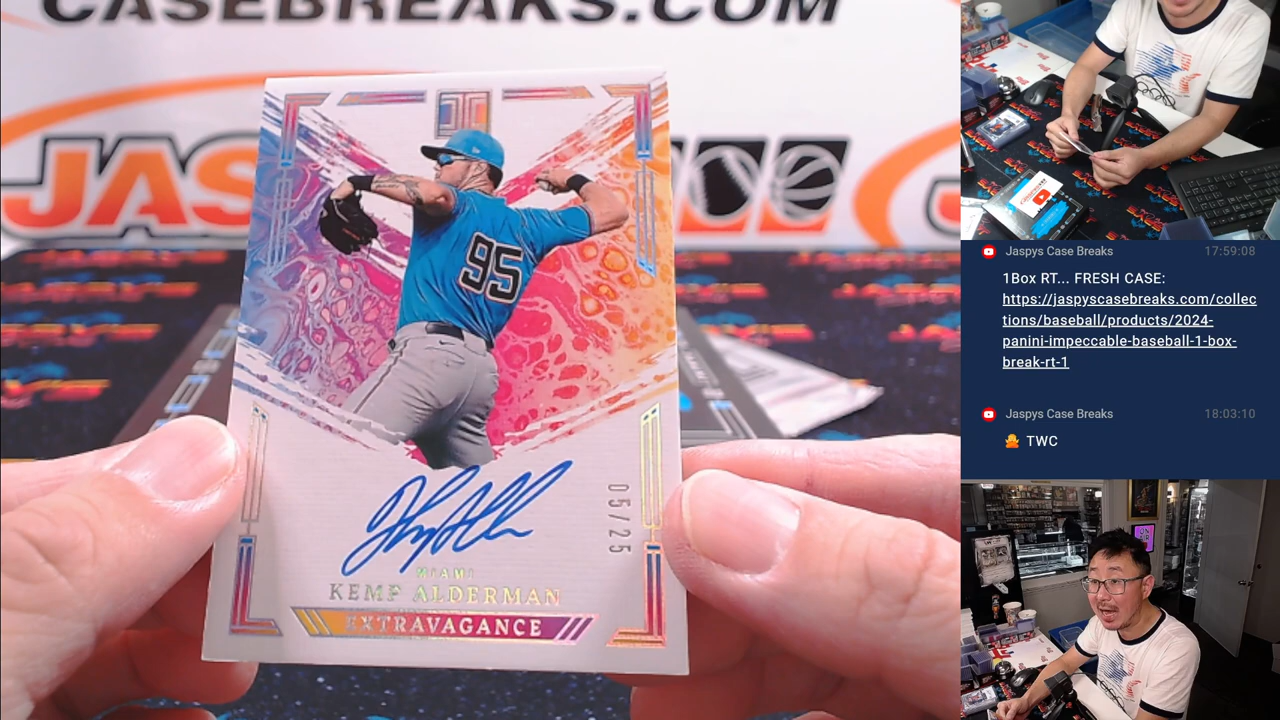 CASEBREAKS.COM
JAS
95
05/25
MIAMI
KEMP ALDERMAN
EXTRAVAGANCE
Jaspys Case Breaks 17:59:08
1Box RT... FRESH CASE:
https://jaspyscasebreaks.com/collec
tions/baseball/products/2024-
panini-impeccable-baseball-1-box-
break-rt-1
Jaspys Case Breaks 18:03:10
🤷 TWC